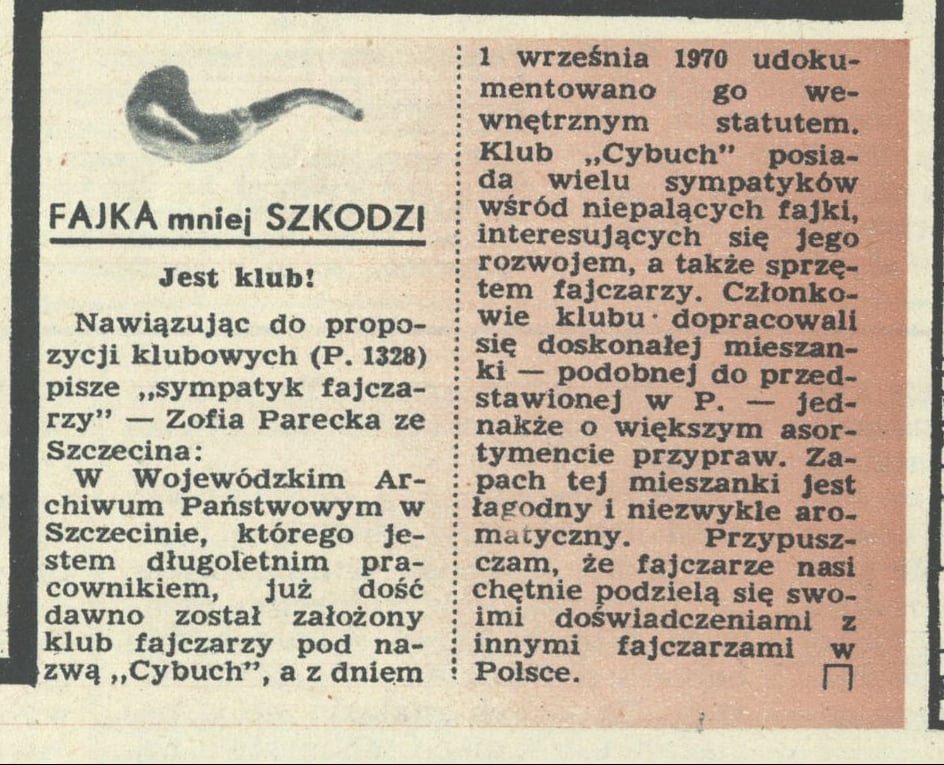 FAJKA mniej SZKODZI
Jest klub!
Nawiązując do propo-
zycji klubowych (P. 1328)
pisze „sympatyk fajcza-
rzy” — Zofia Parecka ze
Szczecina:
W Wojewódzkim Ar-
chiwum Państwowym w
Szczecinie, którego je-
stem długoletnim pra-
cownikiem, już dość
dawno został założony
klub fajczarzy pod na-
zwą „Cybuch”, a z dniem
1 września 1970 udoku-
mentowano go we-
wnętrznym statutem.
Klub „Cybuch” posia-
da wielu sympatyków
wśród niepalących fajki,
interesujących się jego
rozwojem, a także sprzę-
tem fajczarzy. Członko-
wie klubu dopracowali
się doskonałej mieszan-
ki — podobnej do przed-
stawionej w P. — jed-
nakże o większym asor-
tymencie przypraw. Za-
pach tej mieszanki jest
łagodny i niezwykle aro-
matyczny. Przypusz-
czam, że fajczarze nasi
chętnie podzielą się swo-
imi doświadczeniami z
innymi fajczarzami w
Polsce.